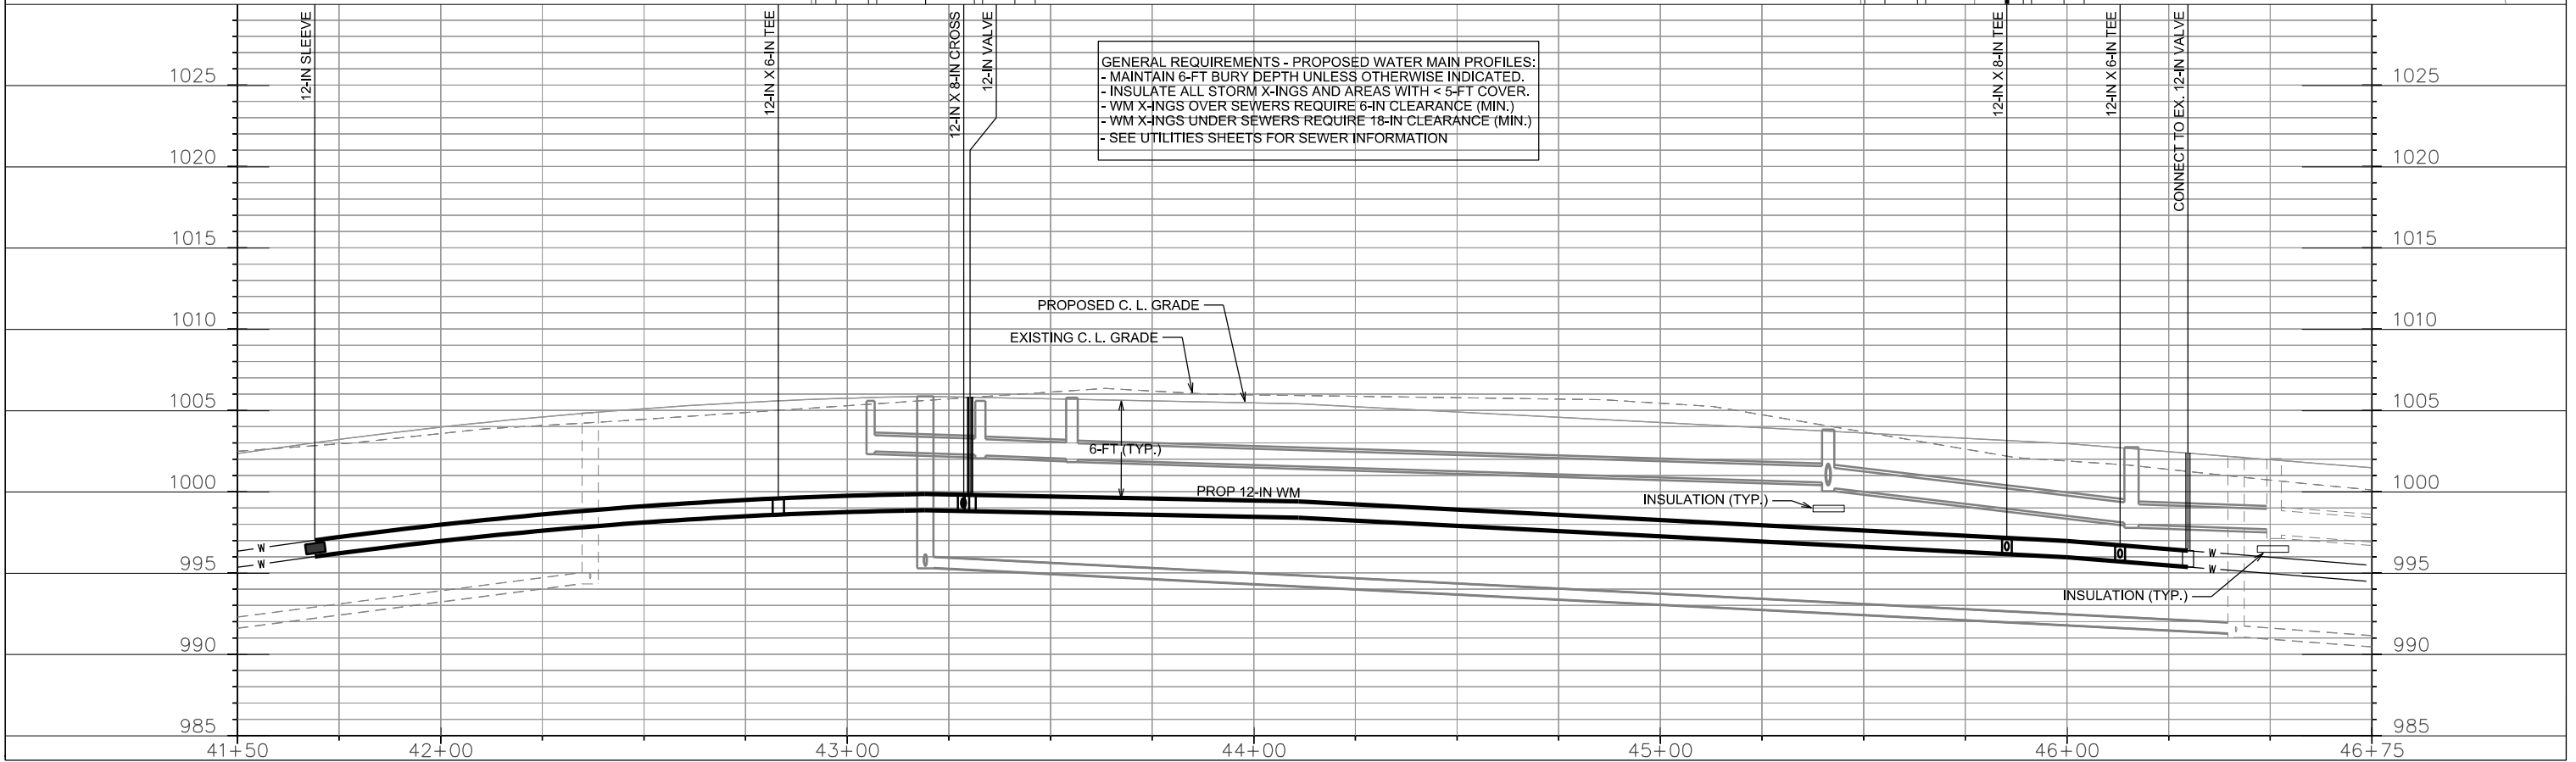 12-IN SLEEVE
12-IN X 6-IN TEE
12-IN X 8-IN CROSS
12-IN VALVE
12-IN X 8-IN TEE
12-IN X 6-IN TEE
CONNECT TO EX. 12-IN VALVE
GENERAL REQUIREMENTS - PROPOSED WATER MAIN PROFILES:
- MAINTAIN 6-FT BURY DEPTH UNLESS OTHERWISE INDICATED.
- INSULATE ALL STORM X-INGS AND AREAS WITH < 5-FT COVER.
- WM X-INGS OVER SEWERS REQUIRE 6-IN CLEARANCE (MIN.)
- WM X-INGS UNDER SEWERS REQUIRE 18-IN CLEARANCE (MIN.)
- SEE UTILITIES SHEETS FOR SEWER INFORMATION
1025
1025
1020
1020
1015
1015
1010
1010
PROPOSED C. L. GRADE
EXISTING C. L. GRADE
1005
1005
6-FT (TYP.)
1000
PROP 12-IN WM
INSULATION (TYP.)
1000
W
W
W
W
995
995
INSULATION (TYP.)
990
990
985
985
41+50
42+00
43+00
44+00
45+00
46+00
46+75